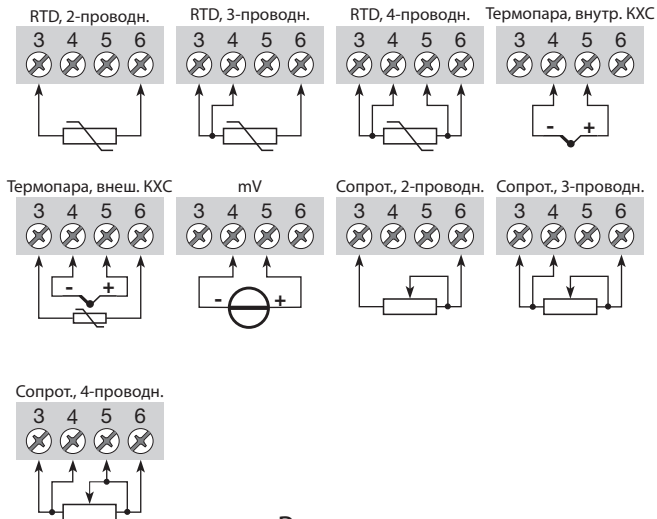 RTD, 2-проводн.
3 4 5 6
RTD, 3-проводн.
3 4 5 6
RTD, 4-проводн.
3 4 5 6
Термопара, внутр. КХС
3 4 5 6
- +
Термопара, внеш. КХС
3 4 5 6
- +
mV
3 4 5 6
- +
Сопрот., 2-проводн.
3 4 5 6
Сопрот., 3-проводн.
3 4 5 6
Сопрот., 4-проводн.
3 4 5 6